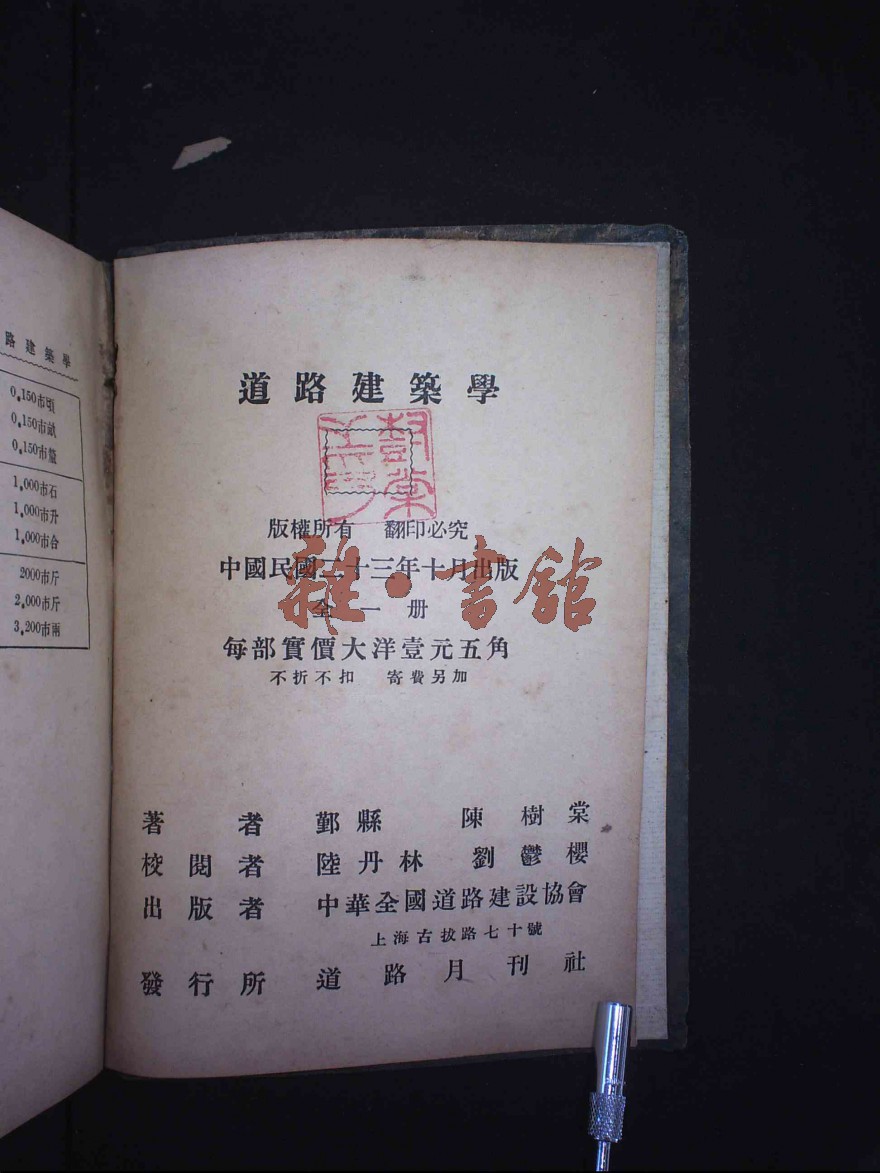 路建築學
0.150市頃
0.150市畝
0.150市釐
1,000市石
1,000市升
1,000市合
2000市斤
2,000市斤
3,200市兩
道路建築學
版權所有 翻印必究
中國民國二十三年十月出版
全一册
每部實價大洋壹元五角
不折不扣 寄費另加
著者 鄞縣 陳樹棠
校閱者 陸丹林 劉鬱櫻
出版者 中華全國道路建設協會
上海古拔路七十號
發行所 道路月刊社
雅·書館